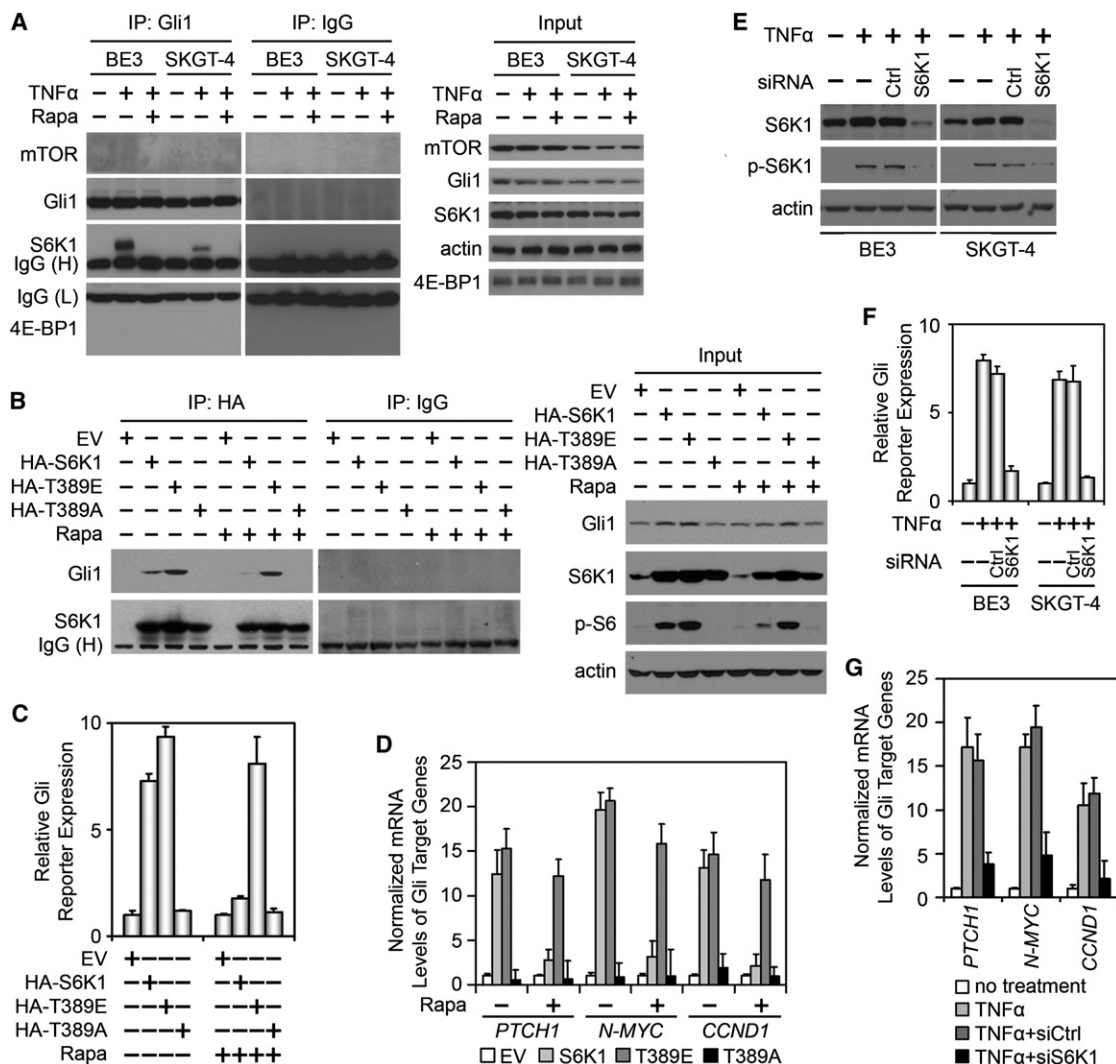 A
IP: Gli1 IP: IgG Input
BE3 SKGT-4 BE3 SKGT-4 BE3 SKGT-4
TNFα − + + − + + − + + − + + TNFα − + + − + +
Rapa − − + − − + − − + − − + Rapa − − + − − +
mTOR
Gli1
S6K1
IgG (H)
IgG (L)
4E-BP1
mTOR
Gli1
S6K1
actin
4E-BP1
B
IP: HA IP: IgG
EV + − − − + − − − + − − − + − − −
HA-S6K1 − + − − − + − − − + − − − + − −
HA-T389E − − + − − − + − − − + − − − + −
HA-T389A − − − + − − − + − − − + − − − +
Rapa − − − − + + + + − − − − + + + +
Gli1
S6K1
IgG (H)
Input
EV + − − − + − − −
HA-S6K1 − + − − − + − −
HA-T389E − − + − − − + −
HA-T389A − − − + − − − +
Rapa − − − − + + + +
Gli1
S6K1
p-S6
actin
C
Relative Gli
Reporter Expression
10
5
0
EV + − − − + − − −
HA-S6K1 − + − − − + − −
HA-T389E − − + − − − + −
HA-T389A − − − + − − − +
Rapa − − − − + + + +
D
Normalized mRNA
Levels of Gli Target Genes
25
20
15
10
5
0
Rapa − + − + − +
PTCH1 N-MYC CCND1
EV S6K1 T389E T389A
E
TNFα − + + + − + + +
siRNA − − Ctrl S6K1 − − Ctrl S6K1
S6K1
p-S6K1
actin
BE3 SKGT-4
F
Relative Gli
Reporter Expression
10
5
0
TNFα − + + + − + + +
siRNA − − Ctrl S6K1 − − Ctrl S6K1
BE3 SKGT-4
G
Normalized mRNA
Levels of Gli Target Genes
25
20
15
10
5
0
PTCH1 N-MYC CCND1
no treatment
TNFα
TNFα+siCtrl
TNFα+siS6K1